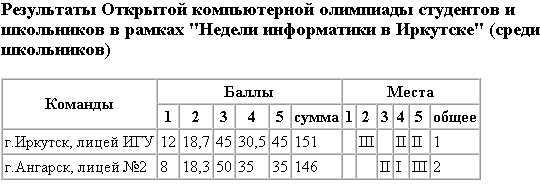 Результаты Открытой компьютерной олимпиады студентов и
школьников в рамках "Недели информатики в Иркутске" (среди
школьников)
Команды Баллы Места
1 2 3 4 5 сумма 1 2 3 4 5 общее
г.Иркутск, лицей ИГУ 12 18,7 45 30,5 45 151 III II II 1
г.Ангарск, лицей №2 8 18,3 50 35 35 146 II I III 2